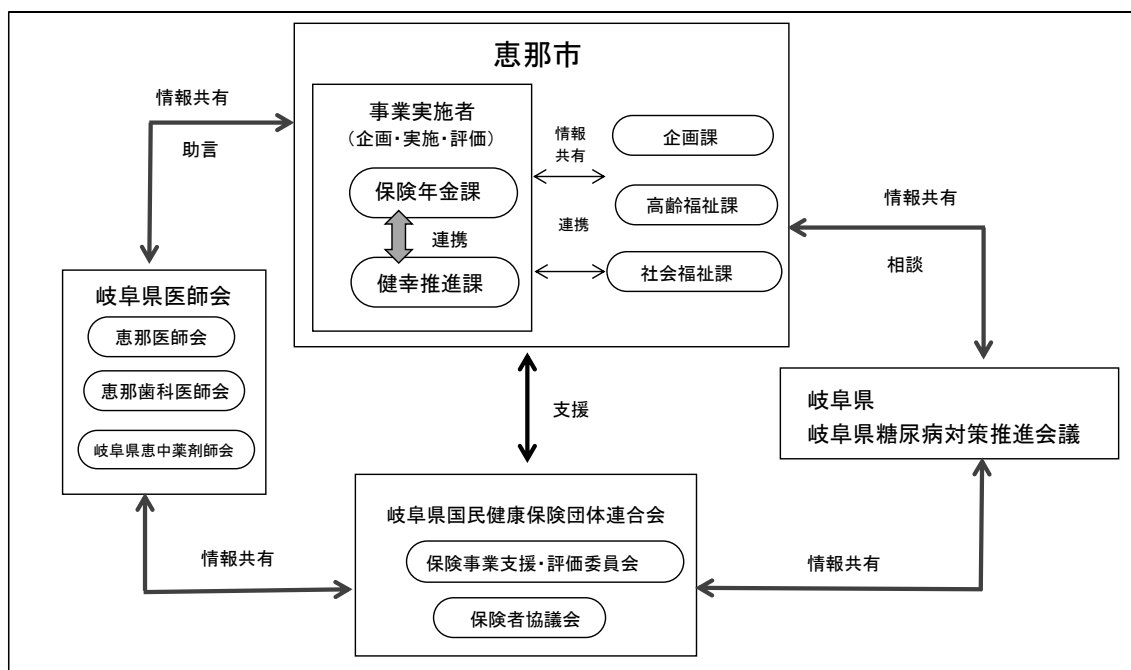 恵那市
事業実施者
（企画・実施・評価）
保険年金課
連携
健幸推進課
情報
共有
連携
企画課
高齢福祉課
社会福祉課
情報共有
助言
情報共有
相談
岐阜県医師会
恵那医師会
恵那歯科医師会
岐阜県恵中薬剤師会
支援
岐阜県
岐阜県糖尿病対策推進会議
岐阜県国民健康保険団体連合会
保険事業支援・評価委員会
保険者協議会
情報共有
情報共有